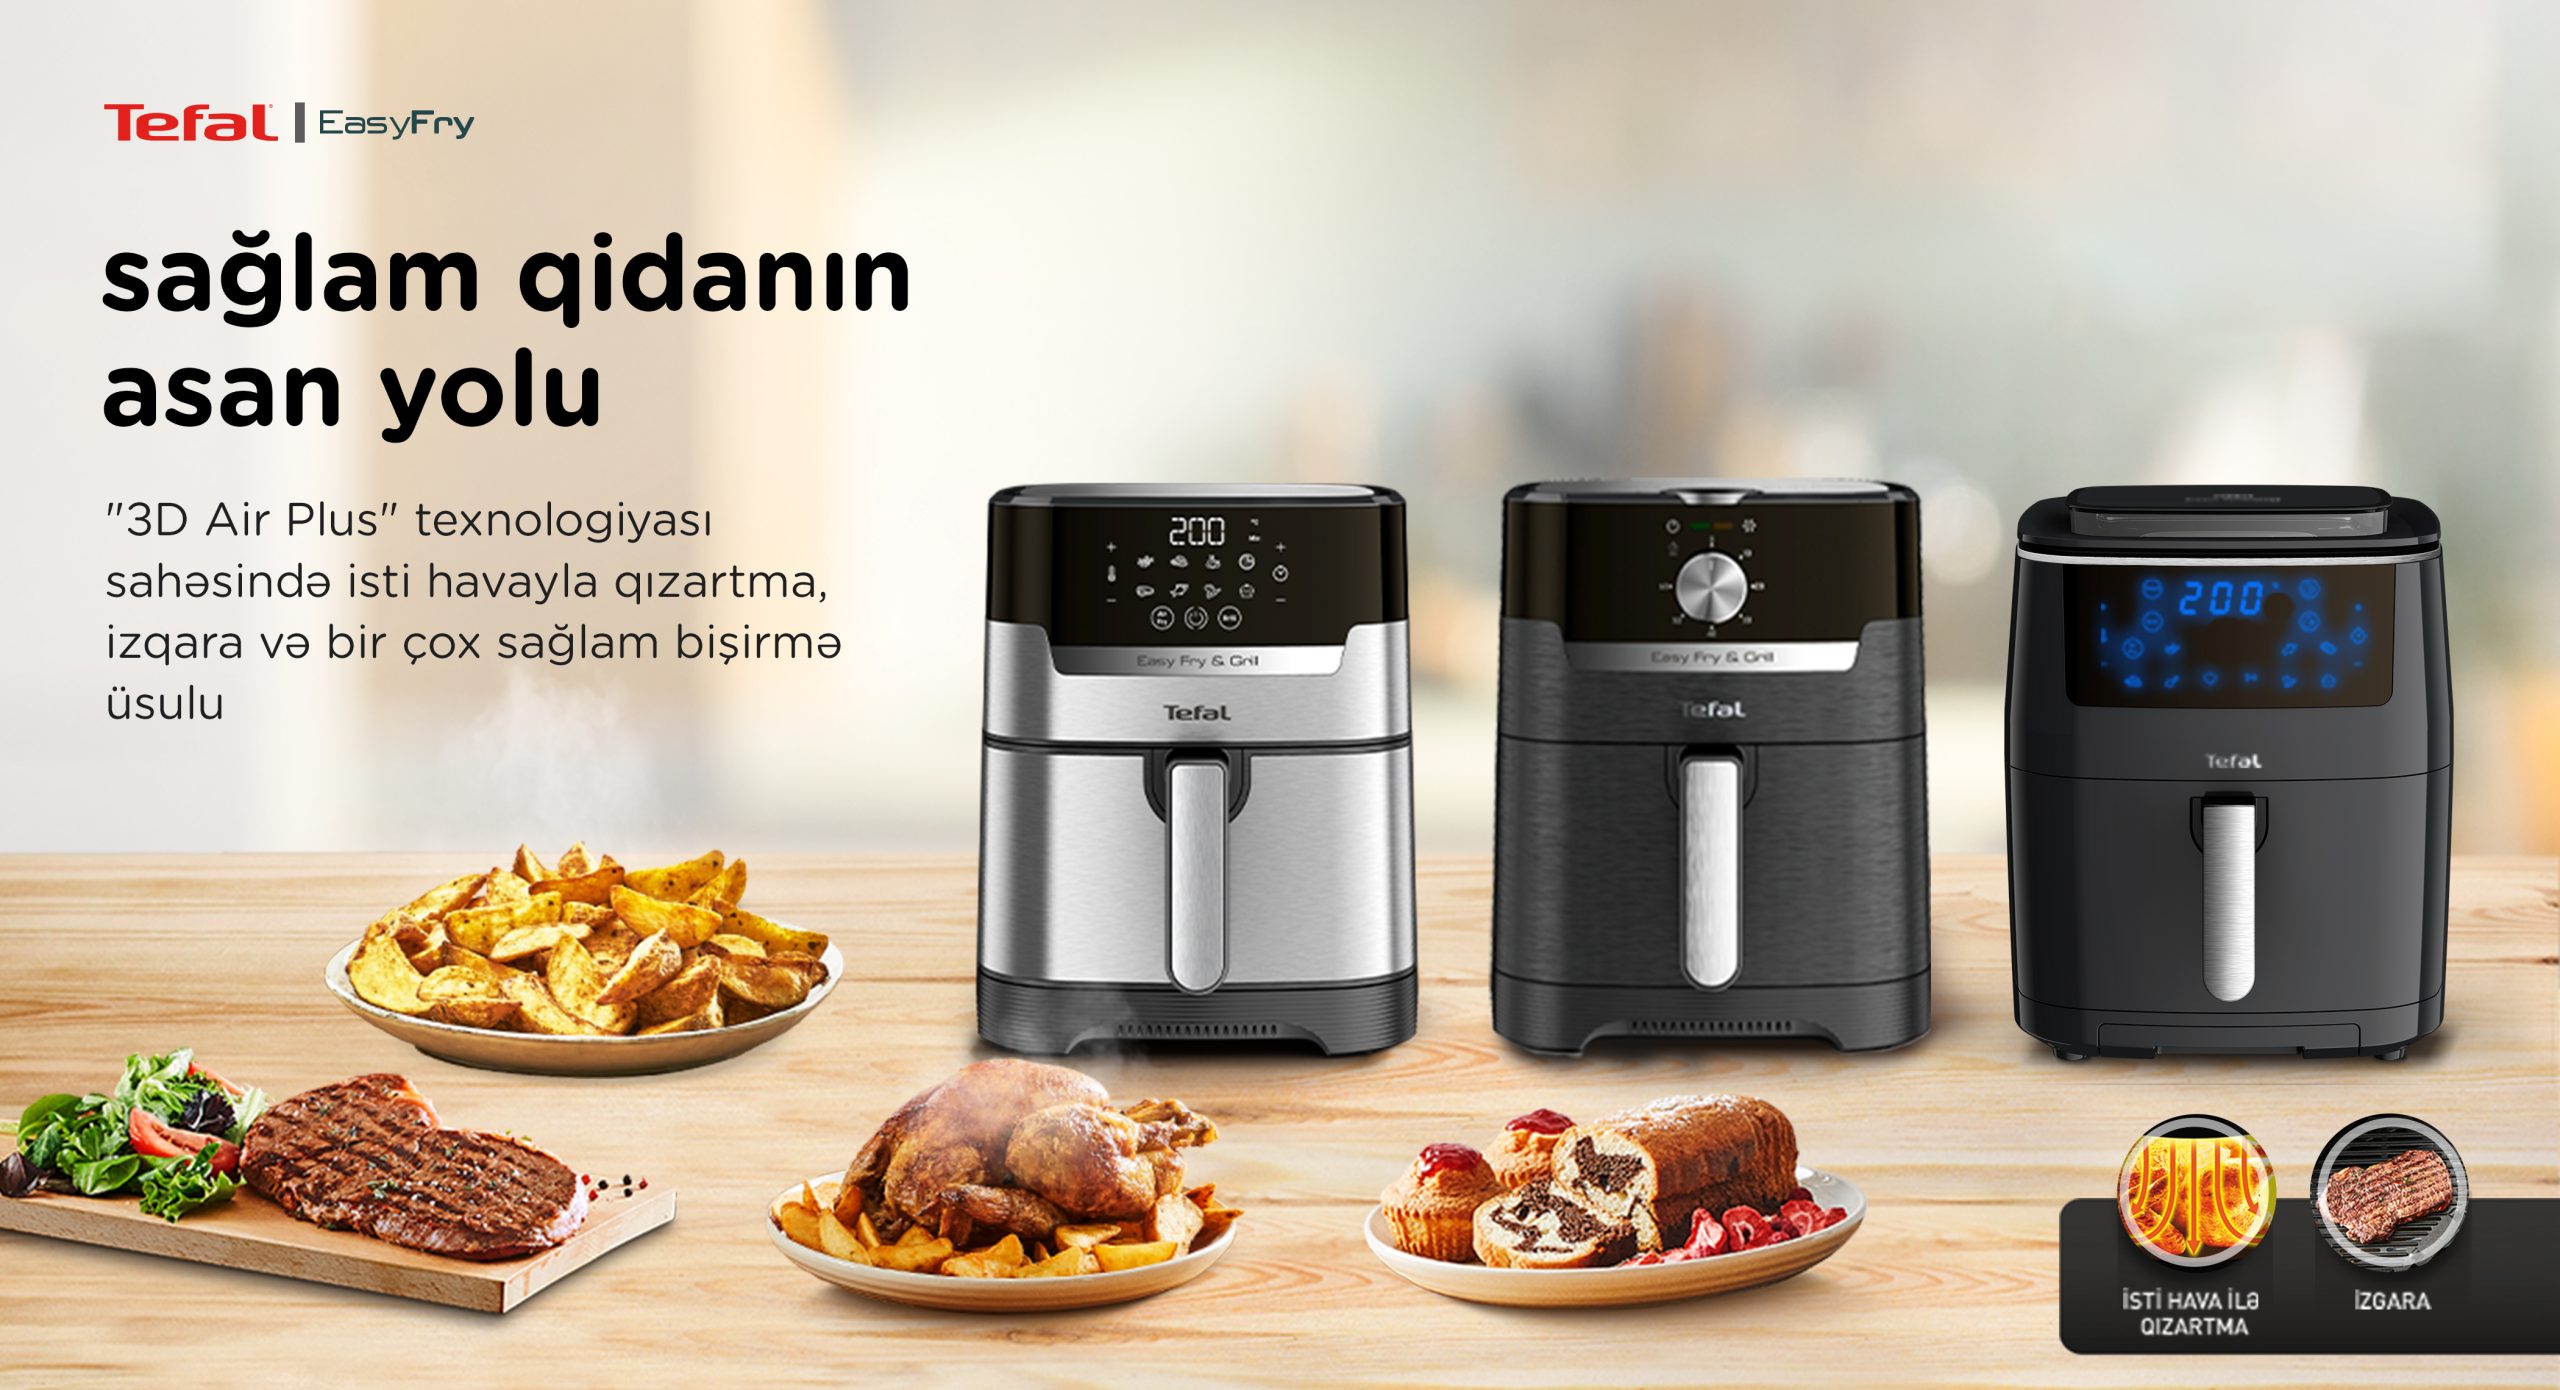 Tefal | EasyFry
sağlam qidanın
asan yolu
"3D Air Plus" texnologiyası
sahəsində isti havayla qızartma,
izqara və bir çox sağlam bişirmə
üsulu
200
Easy Fry & Grill
Tefal
Easy Fry & Grill
Tefal
200
Tefal
İSTİ HAVA İLƏ
QIZARTMA
İZGARA